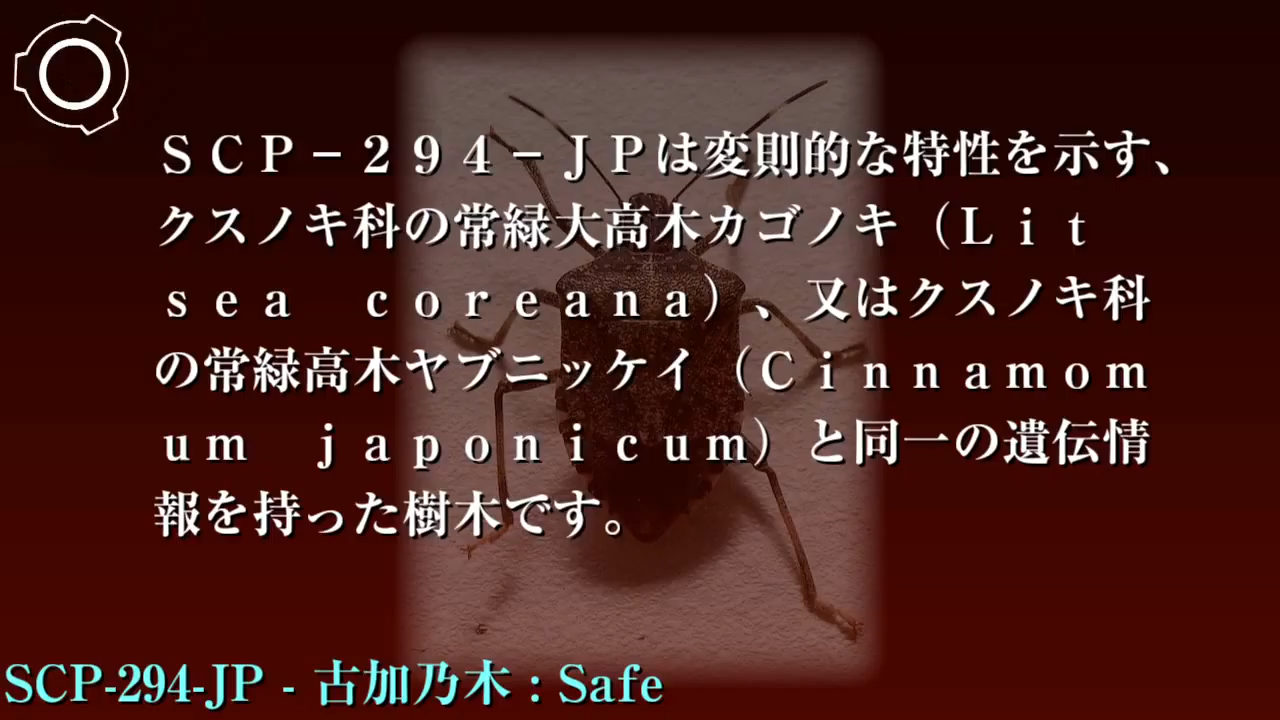 ＳＣＰ－２９４－ＪＰは変則的な特性を示す、
クスノキ科の常緑大高木カゴノキ（Ｌｉｔ
ｓｅａ　ｃｏｒｅａｎａ）、又はクスノキ科
の常緑高木ヤブニッケイ（Ｃｉｎｎａｍｏｍ
ｕｍ　ｊａｐｏｎｉｃｕｍ）と同一の遺伝情
報を持った樹木です。
SCP-294-JP - 古加乃木 : Safe